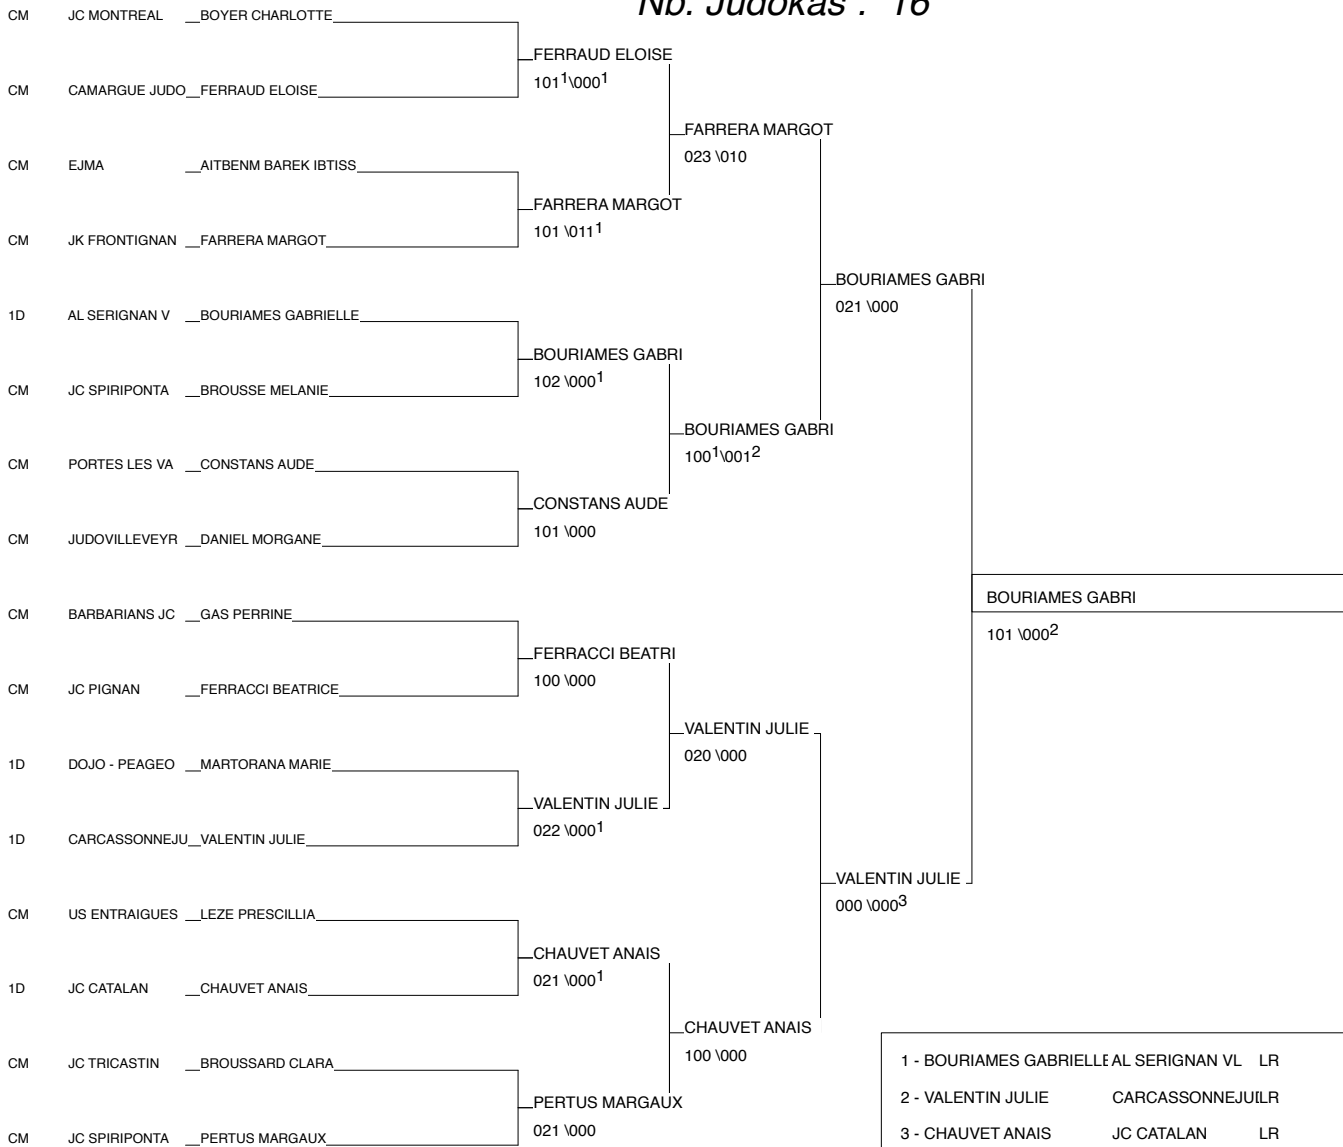 Nb. Judokas : 16
CM JC MONTREAL BOYER CHARLOTTE
FERRAUD ELOISE
101¹\000¹
CM CAMARGUE JUDO FERRAUD ELOISE
FARRERA MARGOT
023 \010
CM EJMA AITBENM BAREK IBTISS
FARRERA MARGOT
101 \011¹
CM JK FRONTIGNAN FARRERA MARGOT
BOURIAMES GABRI
021 \000
1D AL SERIGNAN V BOURIAMES GABRIELLE
BOURIAMES GABRI
102 \000¹
CM JC SPIRIPONTA BROUSSE MELANIE
BOURIAMES GABRI
100¹\001²
CM PORTES LES VA CONSTANS AUDE
CONSTANS AUDE
101 \000
CM JUDOVILLEVEYR DANIEL MORGANE
BOURIAMES GABRI
101 \000²
CM BARBARIANS JC GAS PERRINE
FERRACCI BEATRI
100 \000
CM JC PIGNAN FERRACCI BEATRICE
VALENTIN JULIE
020 \000
1D DOJO - PEAGEO MARTORANA MARIE
VALENTIN JULIE
022 \000¹
1D CARCASSONNEJU VALENTIN JULIE
VALENTIN JULIE
000 \000³
CM US ENTRAIGUES LEZE PRESCILLIA
CHAUVET ANAIS
021 \000¹
1D JC CATALAN CHAUVET ANAIS
CHAUVET ANAIS
100 \000
CM JC TRICASTIN BROUSSARD CLARA
PERTUS MARGAUX
021 \000
CM JC SPIRIPONTA PERTUS MARGAUX
1 - BOURIAMES GABRIELLE AL SERIGNAN VL LR
2 - VALENTIN JULIE CARCASSONNEJUI LR
3 - CHAUVET ANAIS JC CATALAN LR